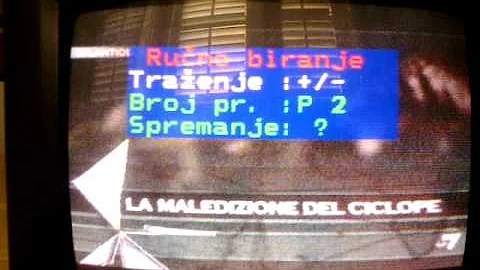 Ručno biranje
Traženje :+/-
Broj pr. :P 2
Spremanje: ?
LA MALEDIZIONE DEL CICLOPE